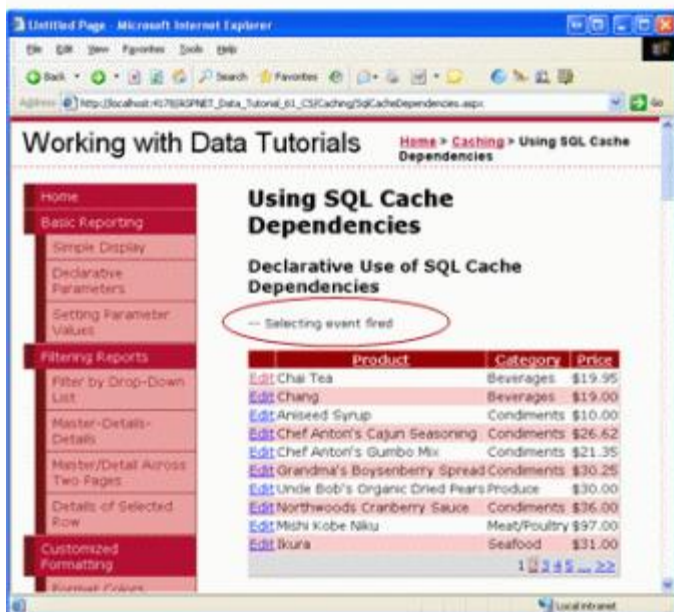 Untitled Page - Microsoft Internet Explorer
File Edit View Favorites Tools Help
Back Search Favorites
Address http://localhost:4178/ASPNET_Data_Tutorial_61_CS/Caching/SqlCacheDependencies.aspx Go
Working with Data Tutorials
Home > Caching > Using SQL Cache
Dependencies
Home
Basic Reporting
Simple Display
Declarative
Parameters
Setting Parameter
Values
Filtering Reports
Filter by Drop-Down
List
Master-Details-
Details
Master/Detail Across
Two Pages
Details of Selected
Row
Customized
Formatting
Format Colors
Using SQL Cache
Dependencies
Declarative Use of SQL Cache
Dependencies
-- Selecting event fired
Product Category Price
Edit Chai Tea Beverages $19.95
Edit Chang Beverages $19.00
Edit Aniseed Syrup Condiments $10.00
Edit Chef Anton's Cajun Seasoning Condiments $26.62
Edit Chef Anton's Gumbo Mix Condiments $21.35
Edit Grandma's Boysenberry Spread Condiments $30.25
Edit Uncle Bob's Organic Dried Pears Produce $30.00
Edit Northwoods Cranberry Sauce Condiments $36.00
Edit Mishi Kobe Niku Meat/Poultry $97.00
Edit Ikura Seafood $31.00
1 2 3 4 5 ... >>
Local intranet